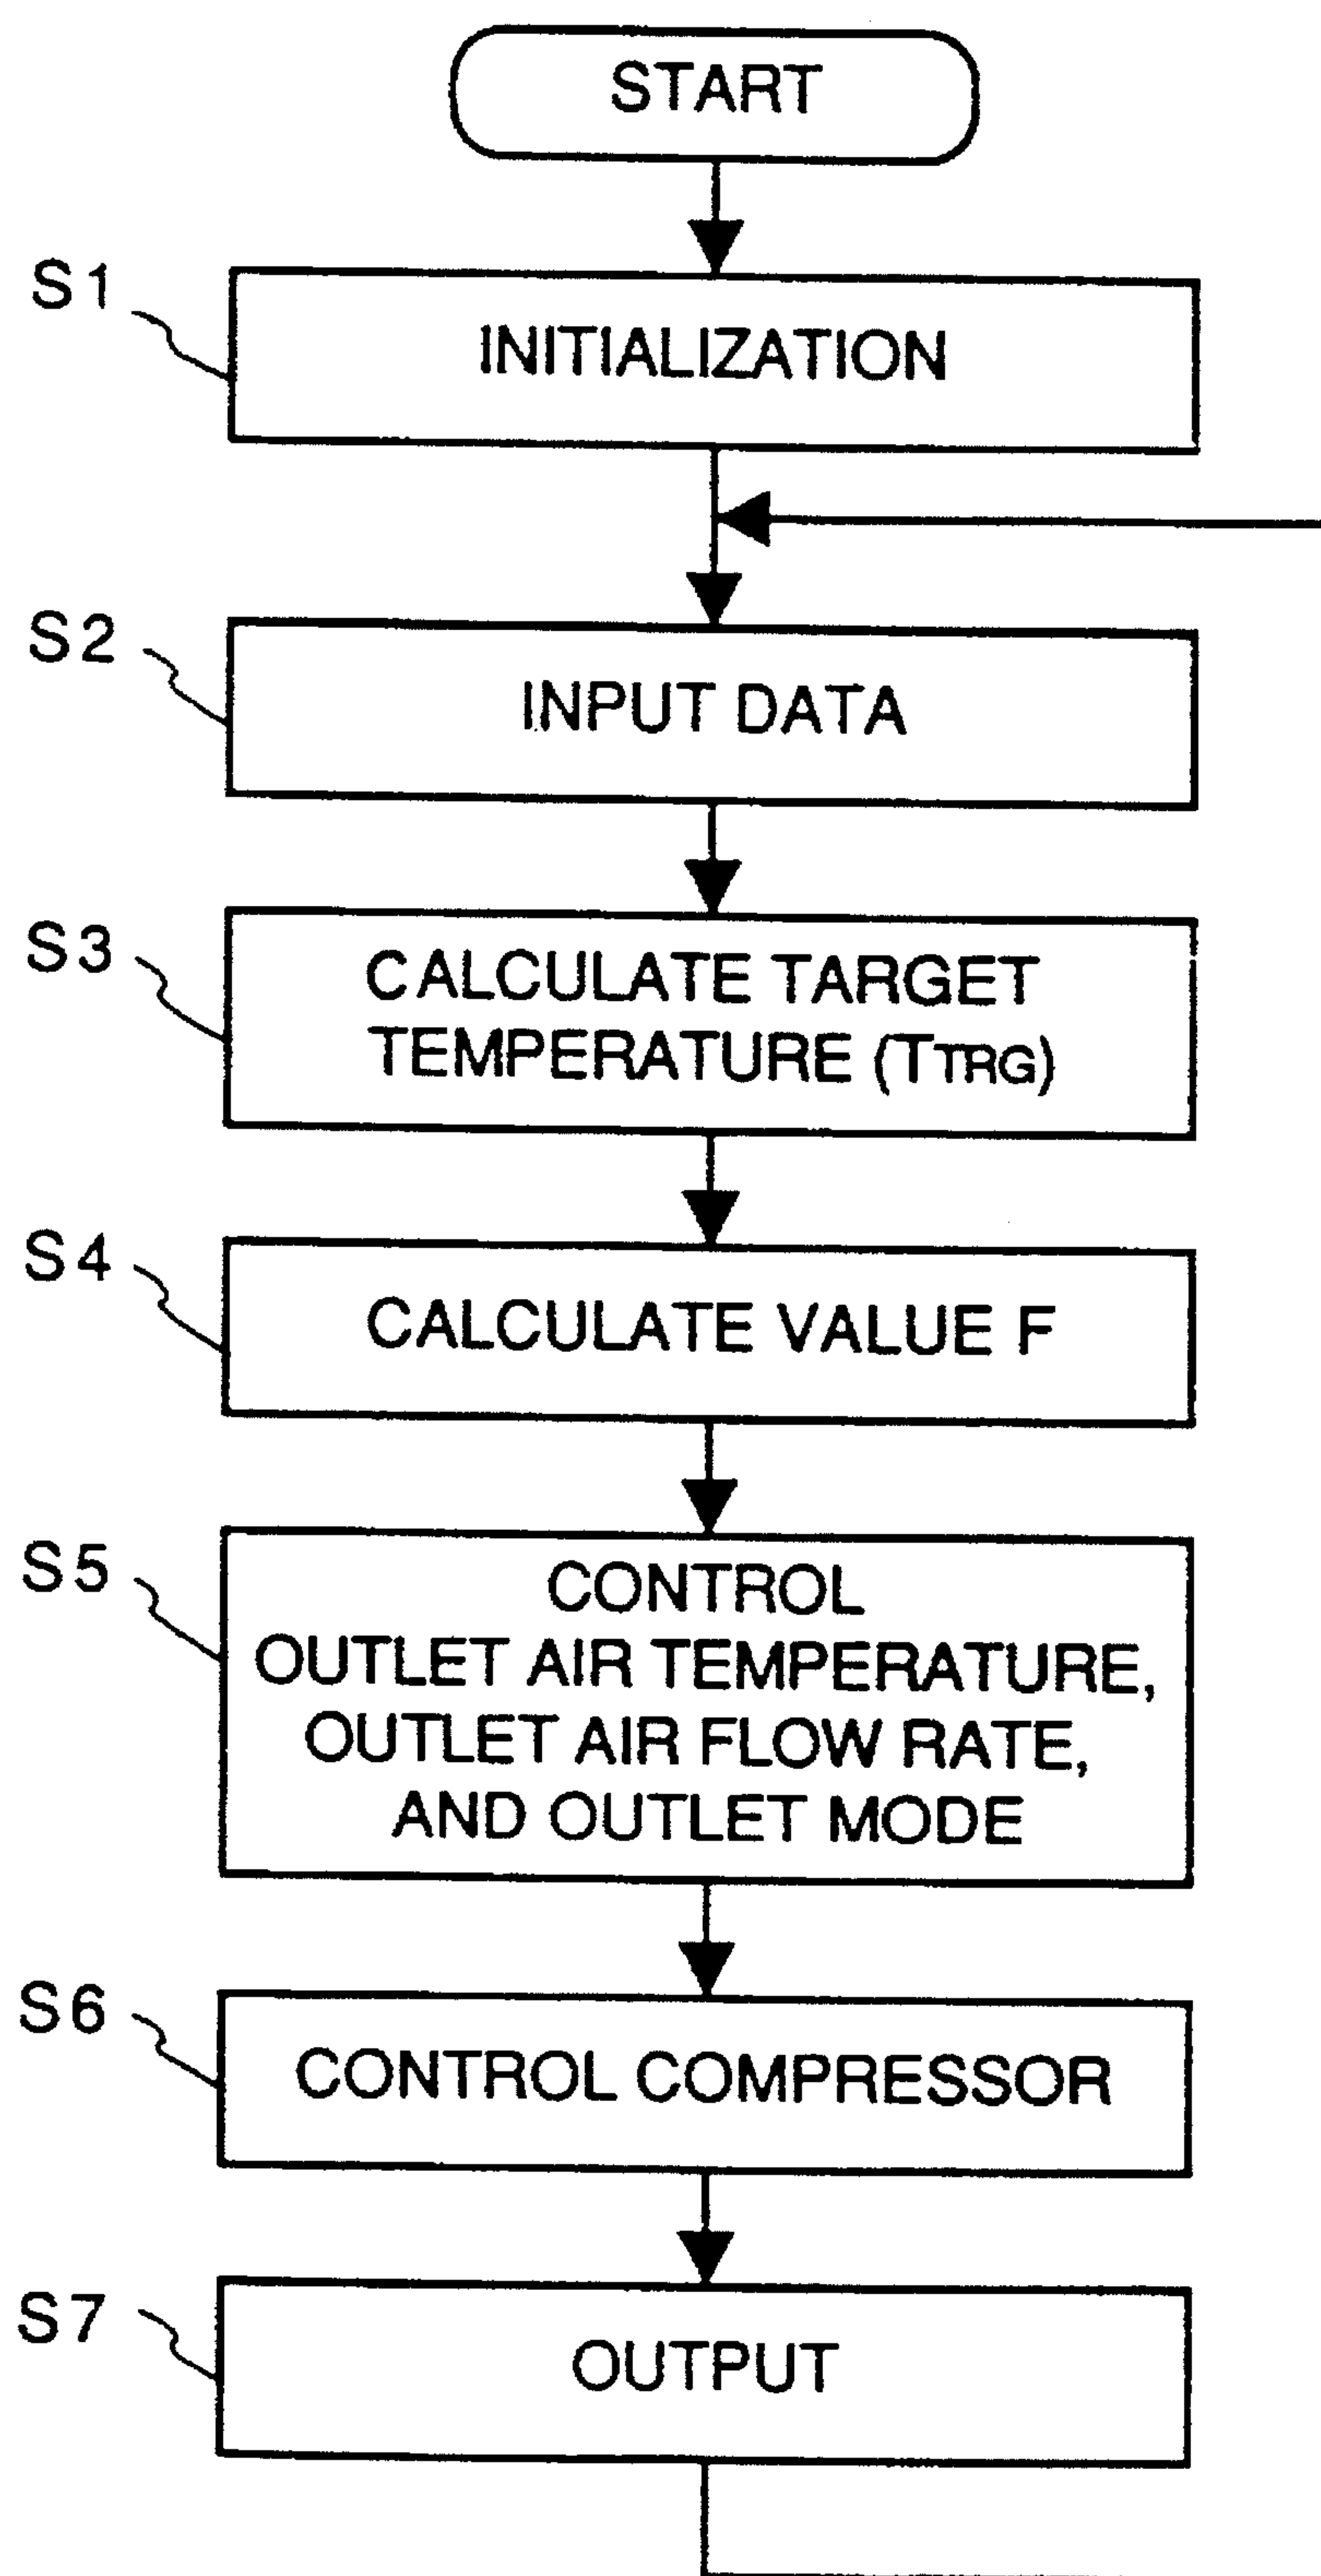 START
S1
INITIALIZATION
S2
INPUT DATA
S3
CALCULATE TARGET
TEMPERATURE (TTRG)
S4
CALCULATE VALUE F
S5
CONTROL
OUTLET AIR TEMPERATURE,
OUTLET AIR FLOW RATE,
AND OUTLET MODE
S6
CONTROL COMPRESSOR
S7
OUTPUT